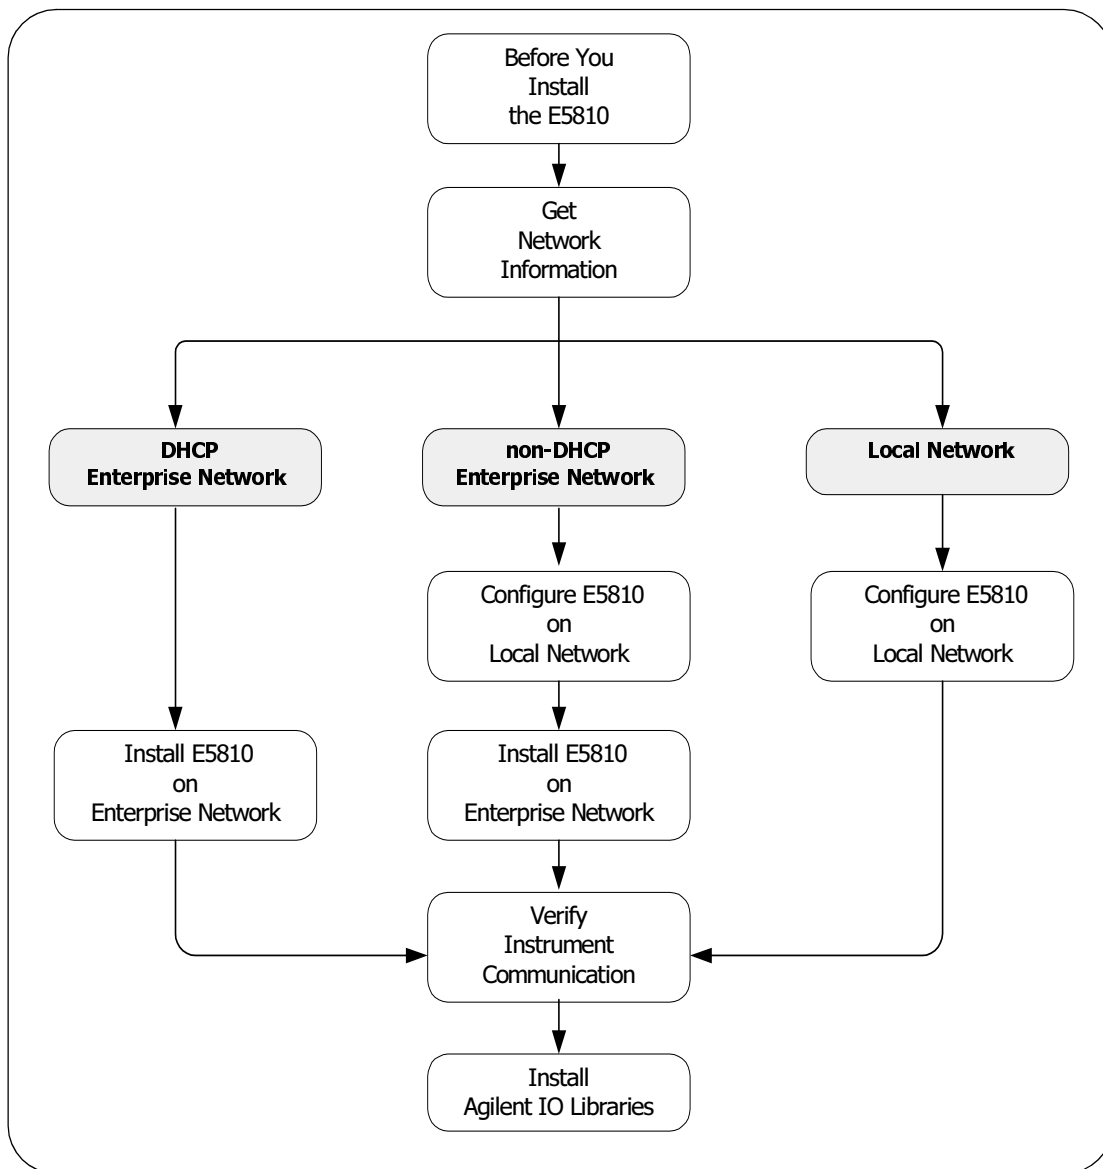 Before You
Install
the E5810
Get
Network
Information
DHCP
Enterprise Network
non-DHCP
Enterprise Network
Local Network
Configure E5810
on
Local Network
Configure E5810
on
Local Network
Install E5810
on
Enterprise Network
Install E5810
on
Enterprise Network
Verify
Instrument
Communication
Install
Agilent IO Libraries